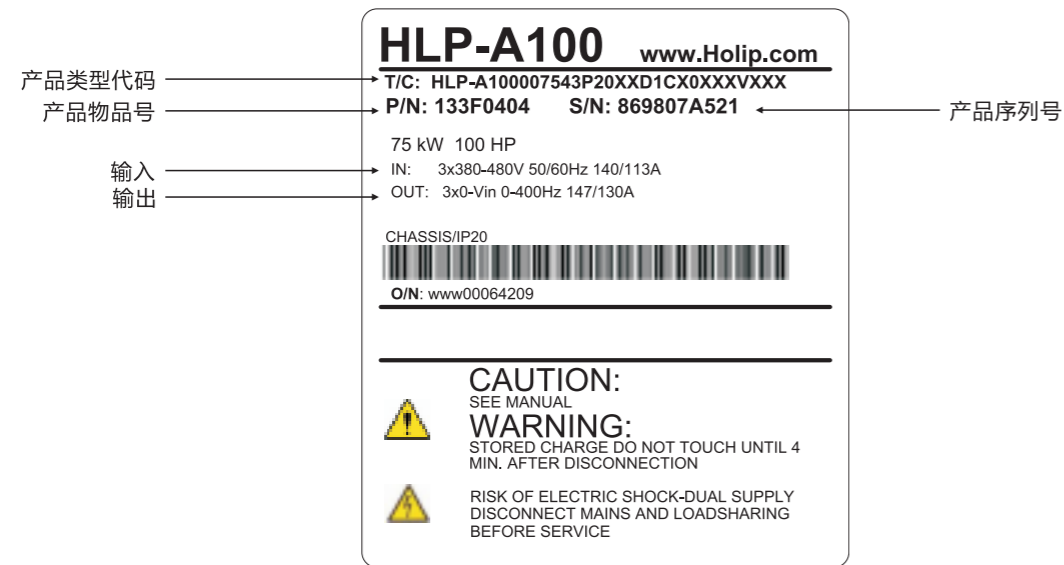 HLP-A100 www.Holip.com
产品类型代码 T/C: HLP-A100007543P20XXD1CX0XXXVXXX
产品物品号 P/N: 133F0404 S/N: 869807A521 产品序列号
75 kW 100 HP
输入 IN: 3x380-480V 50/60Hz 140/113A
输出 OUT: 3x0-Vin 0-400Hz 147/130A
CHASSIS/IP20
O/N: www00064209
CAUTION:
SEE MANUAL
WARNING:
STORED CHARGE DO NOT TOUCH UNTIL 4
MIN. AFTER DISCONNECTION
RISK OF ELECTRIC SHOCK-DUAL SUPPLY
DISCONNECT MAINS AND LOADSHARING
BEFORE SERVICE